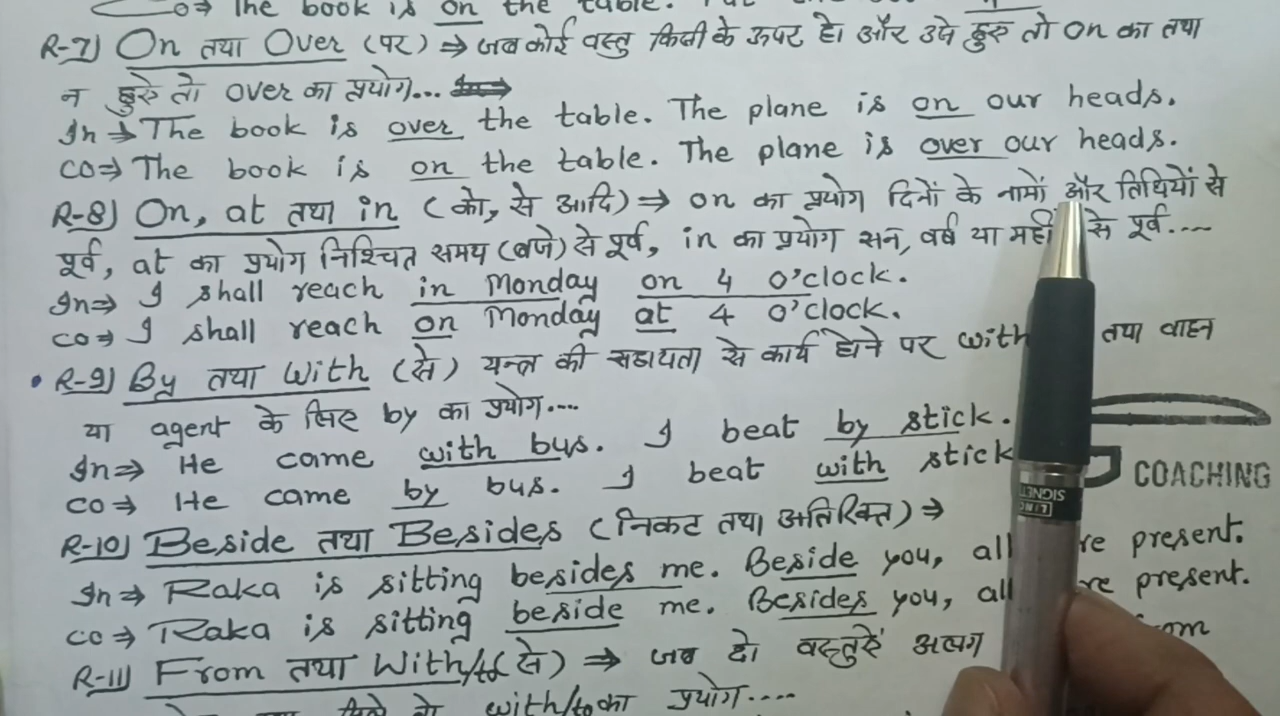 CO⇒ The book is on the table.
R-7) On तथा Over (पर) ⇒ जब कोई वस्तु किसी के ऊपर हो और उसे छुए तो on का तथा
न छुए तो over का प्रयोग...
In → The book is over the table. The plane is on our heads.
CO⇒ The book is on the table. The plane is over our heads.
R-8) On, at तथा in (को, से आदि) ⇒ on का प्रयोग दिनों के नामों और तिथियों से
पूर्व, at का प्रयोग निश्चित समय (बजे) से पूर्व, in का प्रयोग सन, वर्ष या से पूर्व....
In⇒ I shall reach in Monday on 4 o'clock.
CO⇒ I shall reach on Monday at 4 o'clock.
• R-9) By तथा With (से) यन्त्र की सहायता से कार्य होने पर with तथा वाहन
या agent के लिए by का प्रयोग....
In⇒ He came with bus. I beat by stick.
CO⇒ He came by bus. I beat with stick
COACHING
LINC
SIGNET
R-10) Beside तथा Besides (निकट तथा अतिरिक्त) ⇒
In⇒ Raka is sitting besides me. Beside you, all present.
CO⇒ Raka is sitting beside me. Besides you, all present.
R-11) From तथा With/to (से) ⇒ जब दो वस्तुएँ अलग
with/to का प्रयोग....